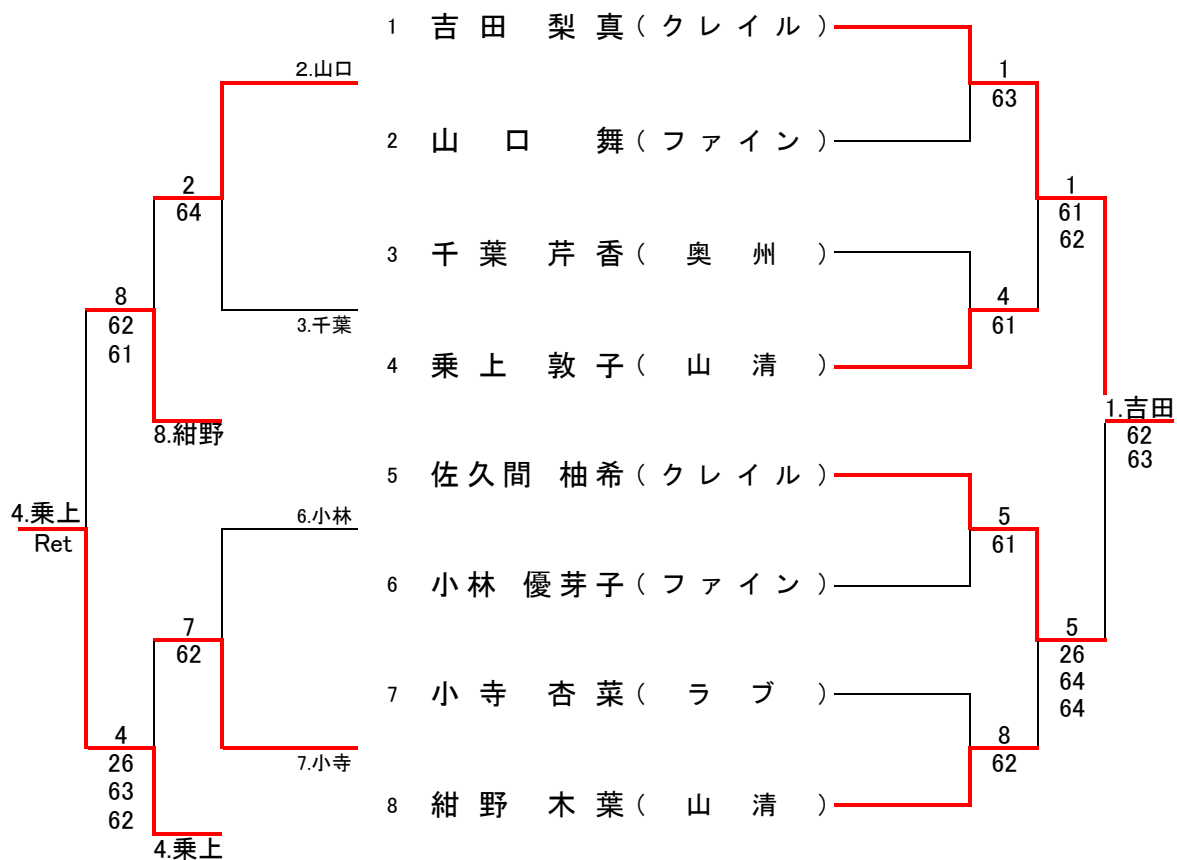 1 吉田 梨真(クレイル)
2.山口
1
63
2 山口 舞(ファイン)
2
64
1
61
62
3 千葉 芹香(奥州)
8
62
61
3.千葉
4
61
4 乗上 敦子(山清)
8.紺野
1.吉田
62
63
5 佐久間 柚希(クレイル)
4.乗上
Ret
6.小林
5
61
6 小林 優芽子(ファイン)
7
62
5
26
64
64
7 小寺 杏菜(ラブ)
4
26
63
62
7.小寺
8
62
8 紺野 木葉(山清)
4.乗上